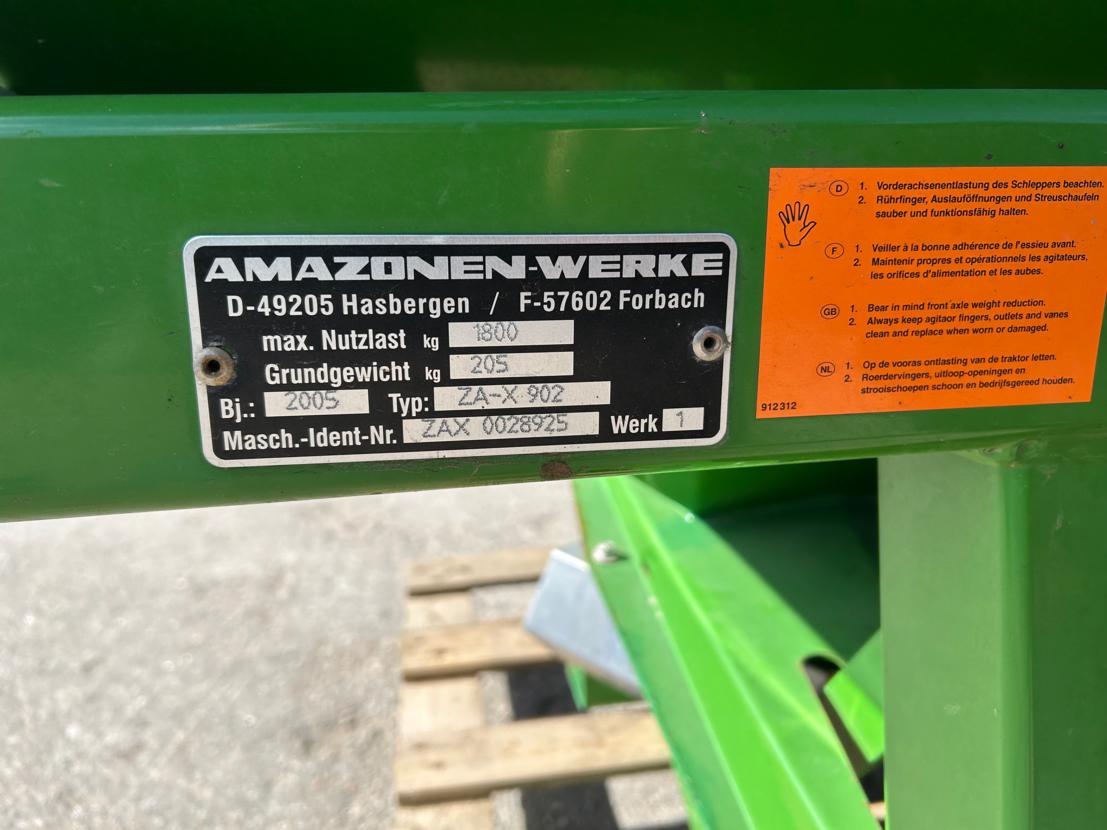 AMAZONEN-WERKE
D-49205 Hasbergen / F-57602 Forbach
max. Nutzlast kg 1800
Grundgewicht kg 205
Bj.: 2005 Typ: ZA-X 902
Masch.-Ident-Nr. ZAX 0028925 Werk 1
D 1. Vorderachsenentlastung des Schleppers beachten.
2. Rührfinger, Auslauföffnungen und Streuschaufeln
sauber und funktionsfähig halten.
F 1. Veiller à la bonne adhérence de l'essieu avant.
2. Maintenir propres et opérationnels les agitateurs,
les orifices d'alimentation et les aubes.
GB 1. Bear in mind front axle weight reduction.
2. Always keep agitaor fingers, outlets and vanes
clean and replace when worn or damaged.
NL 1. Op de vooras ontlasting van de traktor letten.
2. Roerdervingers, uitloop-openingen en
strooischoepen schoon en bedrijfsgereed houden.
912312